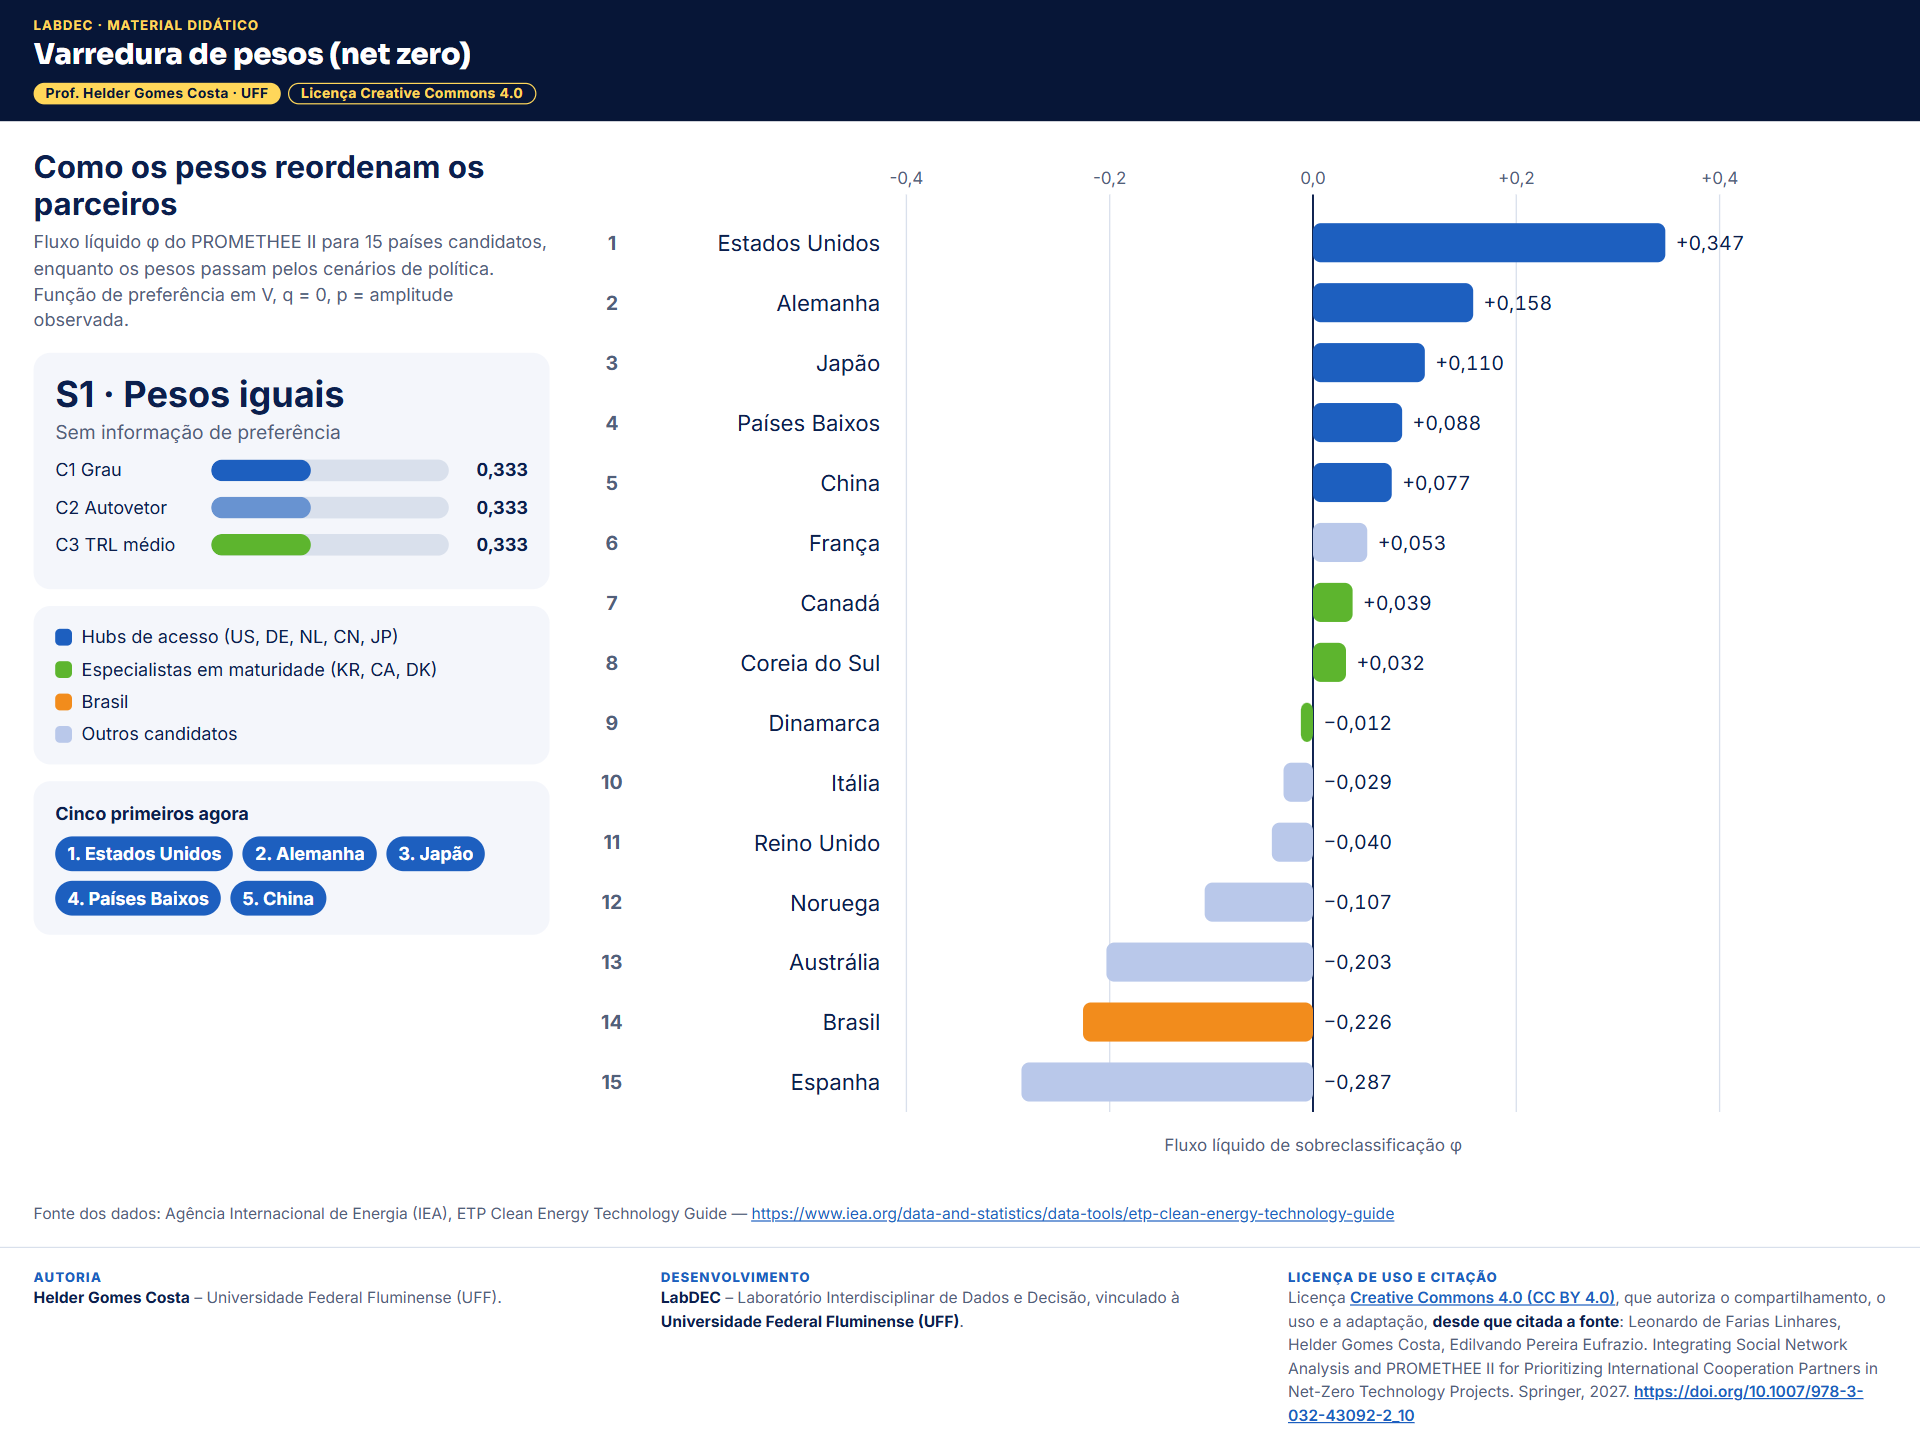 LABDEC · MATERIAL DIDÁTICO
Varredura de pesos (net zero)
Prof. Helder Gomes Costa · UFF
Licença Creative Commons 4.0
Como os pesos reordenam os
parceiros
Fluxo líquido φ do PROMETHEE II para 15 países candidatos,
enquanto os pesos passam pelos cenários de política.
Função de preferência em V, q = 0, p = amplitude
observada.
S1 · Pesos iguais
Sem informação de preferência
C1 Grau 0,333
C2 Autovetor 0,333
C3 TRL médio 0,333
Hubs de acesso (US, DE, NL, CN, JP)
Especialistas em maturidade (KR, CA, DK)
Brasil
Outros candidatos
Cinco primeiros agora
1. Estados Unidos 2. Alemanha 3. Japão
4. Países Baixos 5. China
-0,4 -0,2 0,0 +0,2 +0,4
1 Estados Unidos +0,347
2 Alemanha +0,158
3 Japão +0,110
4 Países Baixos +0,088
5 China +0,077
6 França +0,053
7 Canadá +0,039
8 Coreia do Sul +0,032
9 Dinamarca −0,012
10 Itália −0,029
11 Reino Unido −0,040
12 Noruega −0,107
13 Austrália −0,203
14 Brasil −0,226
15 Espanha −0,287
Fluxo líquido de sobreclassificação φ
Fonte dos dados: Agência Internacional de Energia (IEA), ETP Clean Energy Technology Guide — https://www.iea.org/data-and-statistics/data-tools/etp-clean-energy-technology-guide
AUTORIA
Helder Gomes Costa – Universidade Federal Fluminense (UFF).
DESENVOLVIMENTO
LabDEC – Laboratório Interdisciplinar de Dados e Decisão, vinculado à
Universidade Federal Fluminense (UFF).
LICENÇA DE USO E CITAÇÃO
Licença Creative Commons 4.0 (CC BY 4.0), que autoriza o compartilhamento, o
uso e a adaptação, desde que citada a fonte: Leonardo de Farias Linhares,
Helder Gomes Costa, Edilvando Pereira Eufrazio. Integrating Social Network
Analysis and PROMETHEE II for Prioritizing International Cooperation Partners in
Net-Zero Technology Projects. Springer, 2027. https://doi.org/10.1007/978-3-
032-43092-2_10